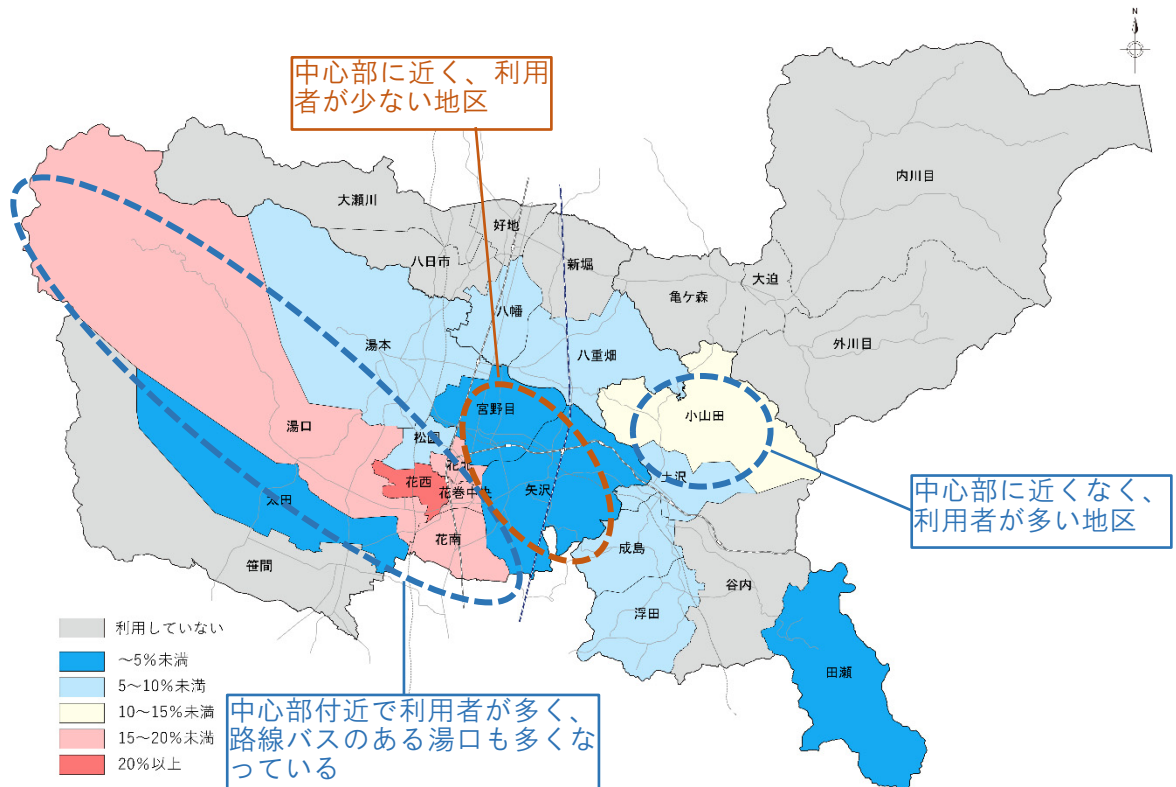 N
中心部に近く、利用
者が少ない地区
内川目
大瀬川
好地
八日市
新堀
大迫
亀ケ森
八幡
外川目
湯本
八重畑
宮野目
小山田
湯口
松園
花北
土沢
花西
花巻中央
矢沢
太田
中心部に近くなく、
利用者が多い地区
花南
成島
笹間
谷内
浮田
田瀬
利用していない
～5%未満
5～10%未満
10～15%未満
15～20%未満
20%以上
中心部付近で利用者が多く、
路線バスのある湯口も多くな
っている